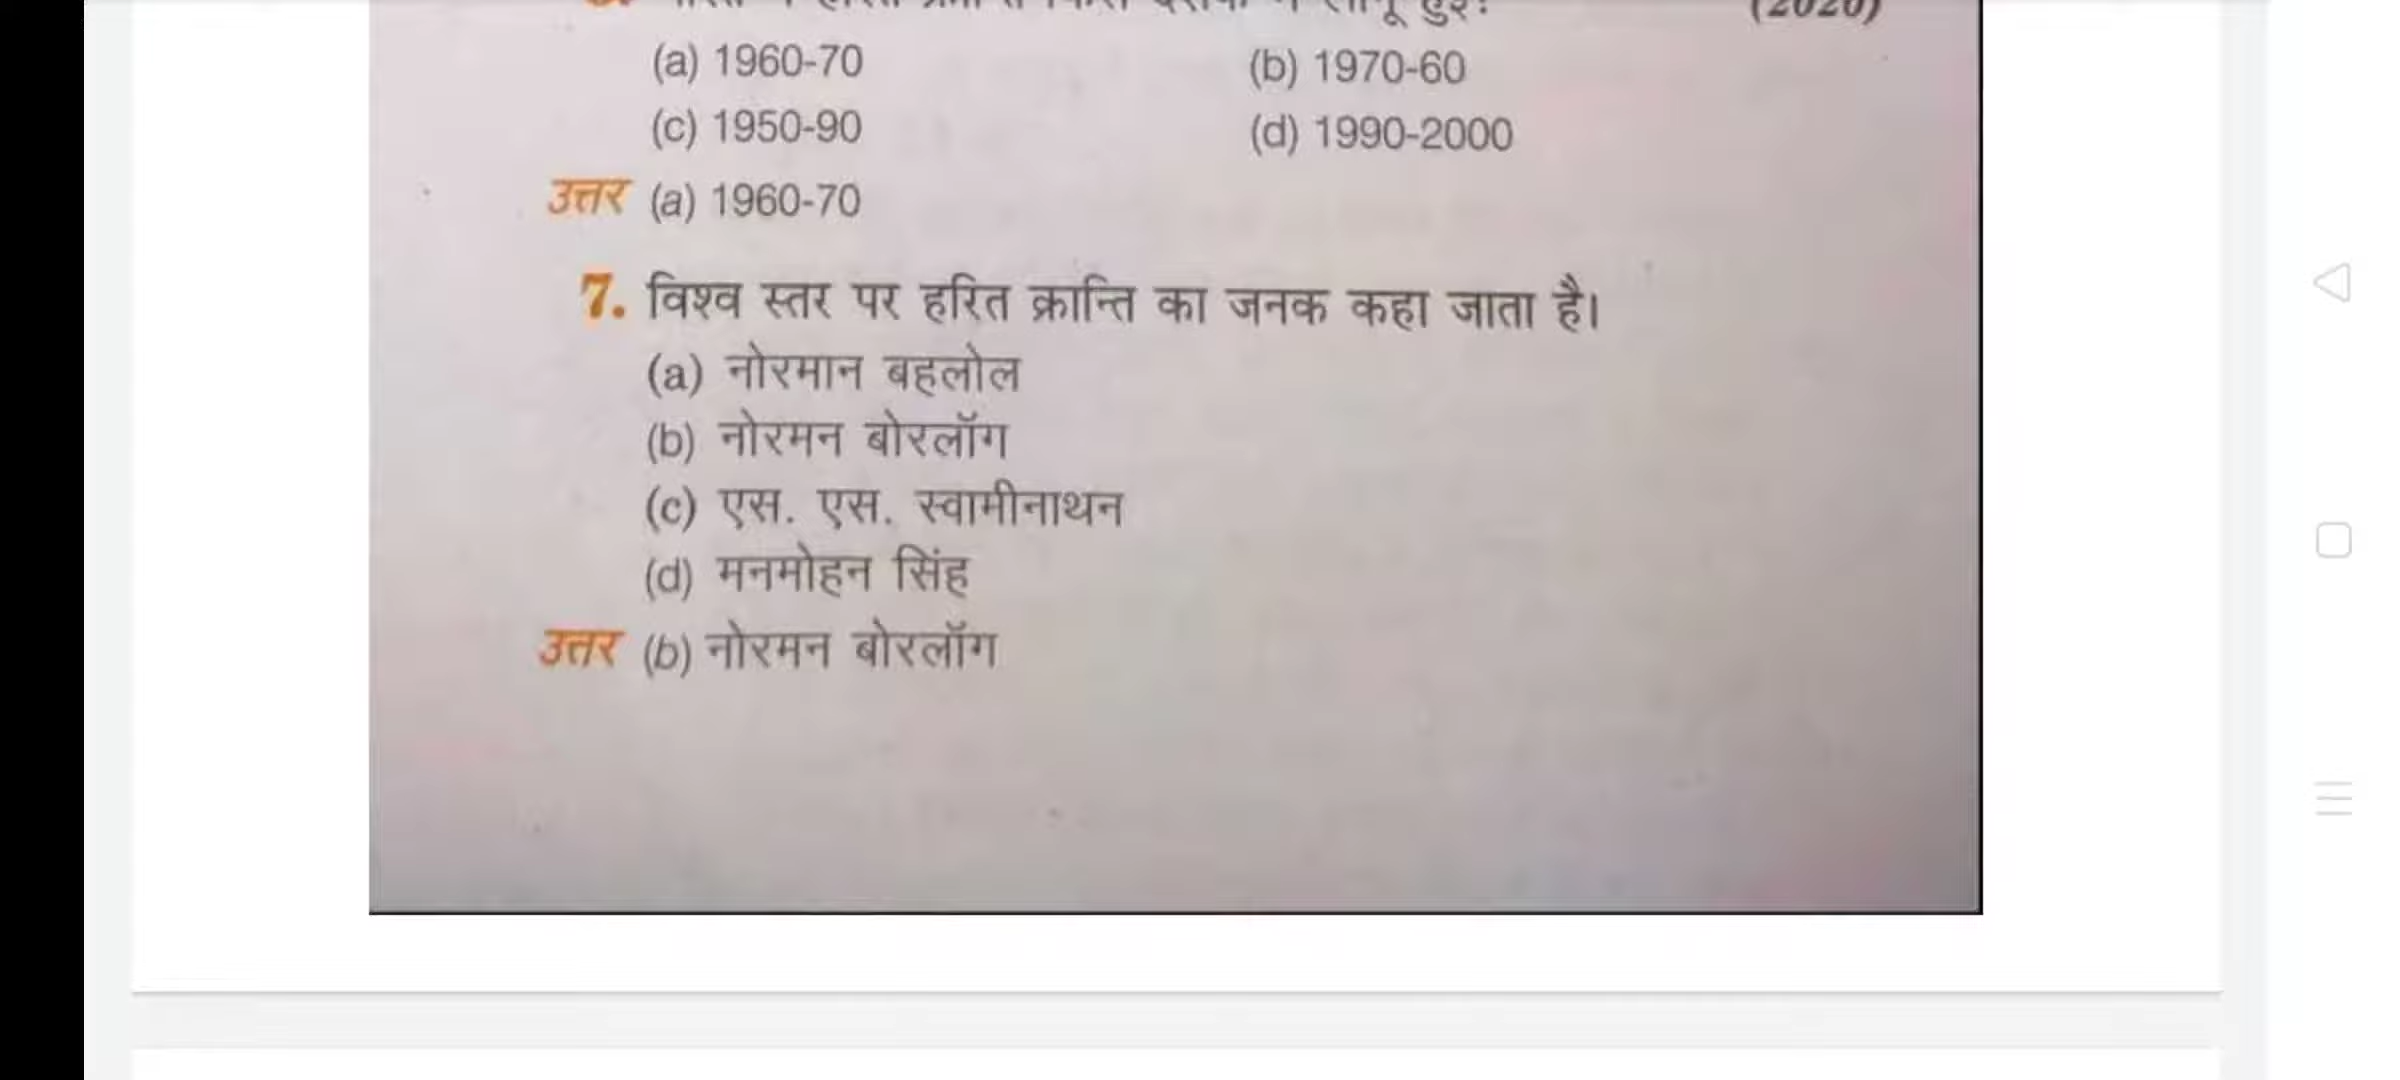 (2020)
(a) 1960-70 (b) 1970-60
(c) 1950-90 (d) 1990-2000
उत्तर (a) 1960-70
7. विश्व स्तर पर हरित क्रान्ति का जनक कहा जाता है।
(a) नोरमान बहलोल
(b) नोरमन बोरलॉग
(c) एस. एस. स्वामीनाथन
(d) मनमोहन सिंह
उत्तर (b) नोरमन बोरलॉग